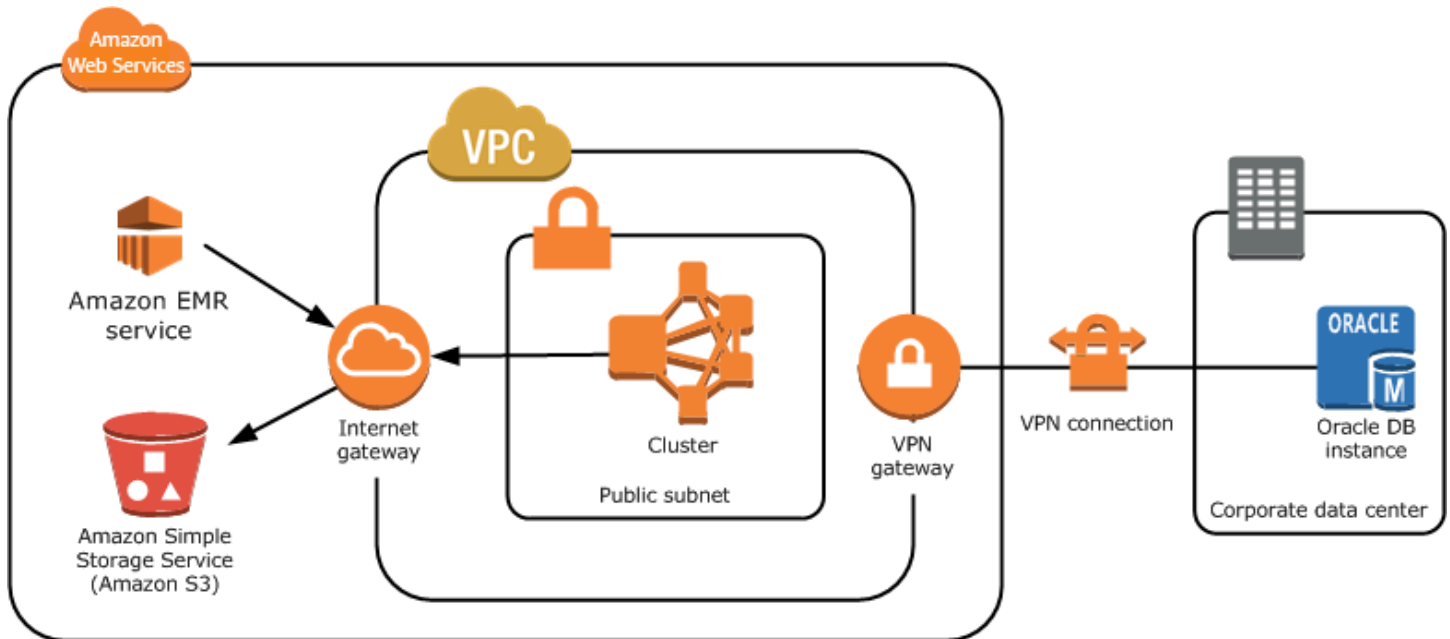 Amazon
Web Services
VPC
Amazon EMR
service
Internet
gateway
Amazon Simple
Storage Service
(Amazon S3)
Cluster
Public subnet
VPN
gateway
VPN connection
ORACLE
M
Oracle DB
instance
Corporate data center